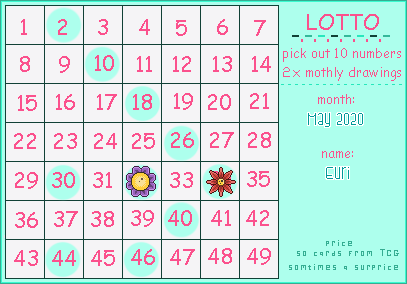 1 2 3 4 5 6 7
8 9 10 11 12 13 14
15 16 17 18 19 20 21
22 23 24 25 26 27 28
29 30 31 33 35
36 37 38 39 40 41 42
43 44 45 46 47 48 49
LOTTO
pick out 10 numbers
2x mothly drawings
month:
May 2020
name:
Eyri
price
50 cards from TCG
somtimes a surprice